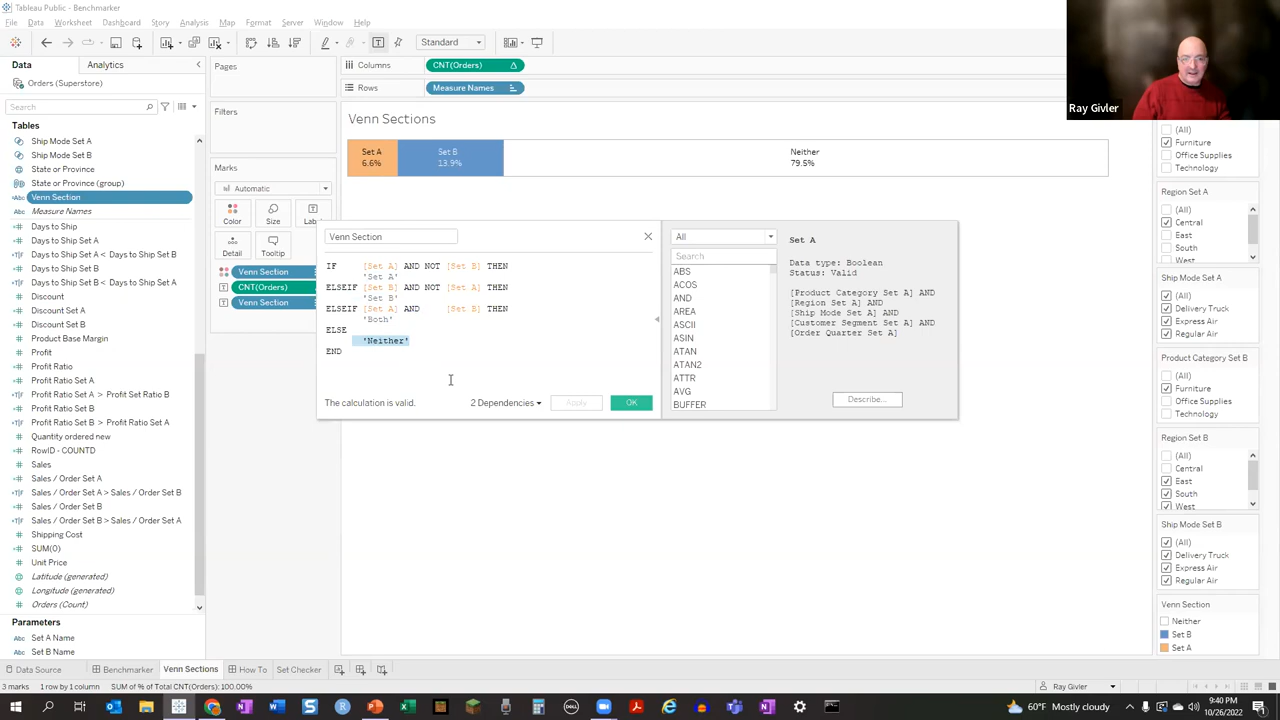 Tableau Public - Benchmarker
File Data Worksheet Dashboard Story Analysis Map Format Server Window Help
Standard
Data Analytics
Orders (Superstore)
Search
Tables
Ship Mode Set A
Ship Mode Set B
State or Province
State or Province (group)
Abc Venn Section
Abc Measure Names
Days to Ship
Days to Ship Set A
Days to Ship Set A < Days to Ship Set B
Days to Ship Set B
Days to Ship Set B < Days to Ship Set A
Discount
Discount Set A
Discount Set B
Product Base Margin
Profit
Profit Ratio
Profit Ratio Set A
Profit Ratio Set A > Profit Set Ratio B
Profit Ratio Set B
Profit Ratio Set B > Profit Ratio Set A
Quantity ordered new
RowID - COUNTD
Sales
Sales / Order Set A
Sales / Order Set A > Sales / Order Set B
Sales / Order Set B
Sales / Order Set B > Sales / Order Set A
Shipping Cost
SUM(0)
Unit Price
Latitude (generated)
Longitude (generated)
Orders (Count)
Parameters
Abc Set A Name
Abc Set B Name
Pages
Filters
Marks
Automatic
Color Size Label
Detail Tooltip
Venn Section
CNT(Orders)
Venn Section
Columns CNT(Orders)
Rows Measure Names
Venn Sections
Set A
6.6%
Set B
13.9%
Neither
79.5%
Venn Section
IF [Set A] AND NOT [Set B] THEN
'Set A'
ELSEIF [Set B] AND NOT [Set A] THEN
'Set B'
ELSEIF [Set A] AND [Set B] THEN
'Both'
ELSE
'Neither'
END
The calculation is valid.
2 Dependencies
Apply
OK
All
Search
ABS
ACOS
AND
AREA
ASCII
ASIN
ATAN
ATAN2
ATTR
AVG
BUFFER
Set A
Data type: Boolean
Status: Valid
[Product Category Set A] AND
[Region Set A] AND
[Ship Mode Set A] AND
[Customer Segment Set A] AND
[Order Quarter Set A]
Describe...
Ray Givler
(All)
Furniture
Office Supplies
Technology
Region Set A
(All)
Central
East
South
Ship Mode Set A
(All)
Delivery Truck
Express Air
Regular Air
Product Category Set B
(All)
Furniture
Office Supplies
Technology
Region Set B
(All)
Central
East
South
West
Ship Mode Set B
(All)
Delivery Truck
Express Air
Regular Air
Venn Section
Neither
Set B
Set A
Data Source Benchmarker Venn Sections How To Set Checker
3 marks 1 row by 1 column SUM of % of Total CNT(Orders): 100.00%
Ray Givler
60°F Mostly cloudy
9:40 PM
10/26/2022